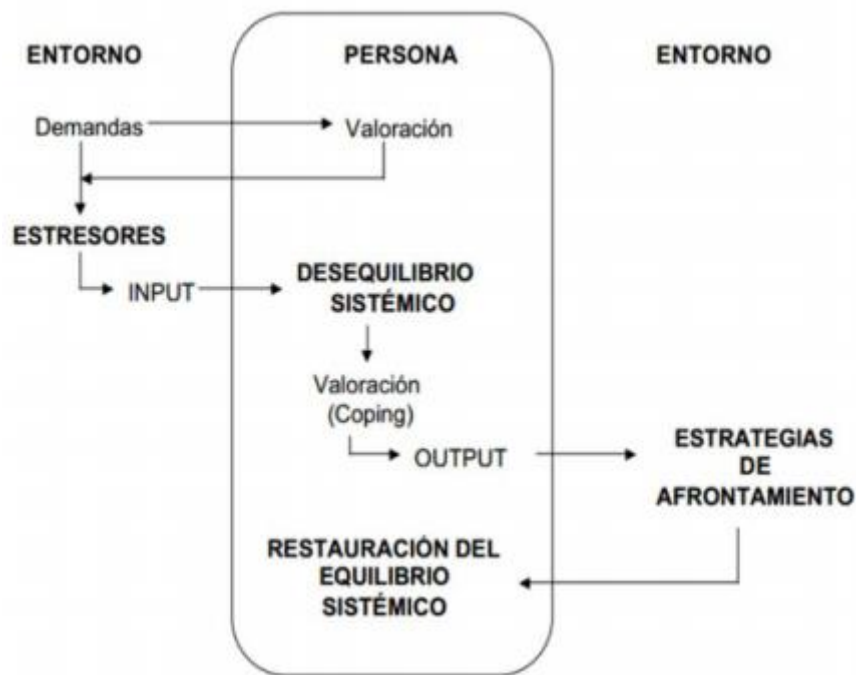 ENTORNO
PERSONA
ENTORNO
Demandas
Valoración
ESTRESORES
INPUT
DESEQUILIBRIO
SISTÉMICO
Valoración
(Coping)
OUTPUT
ESTRATEGIAS
DE
AFRONTAMIENTO
RESTAURACIÓN DEL
EQUILIBRIO
SISTÉMICO